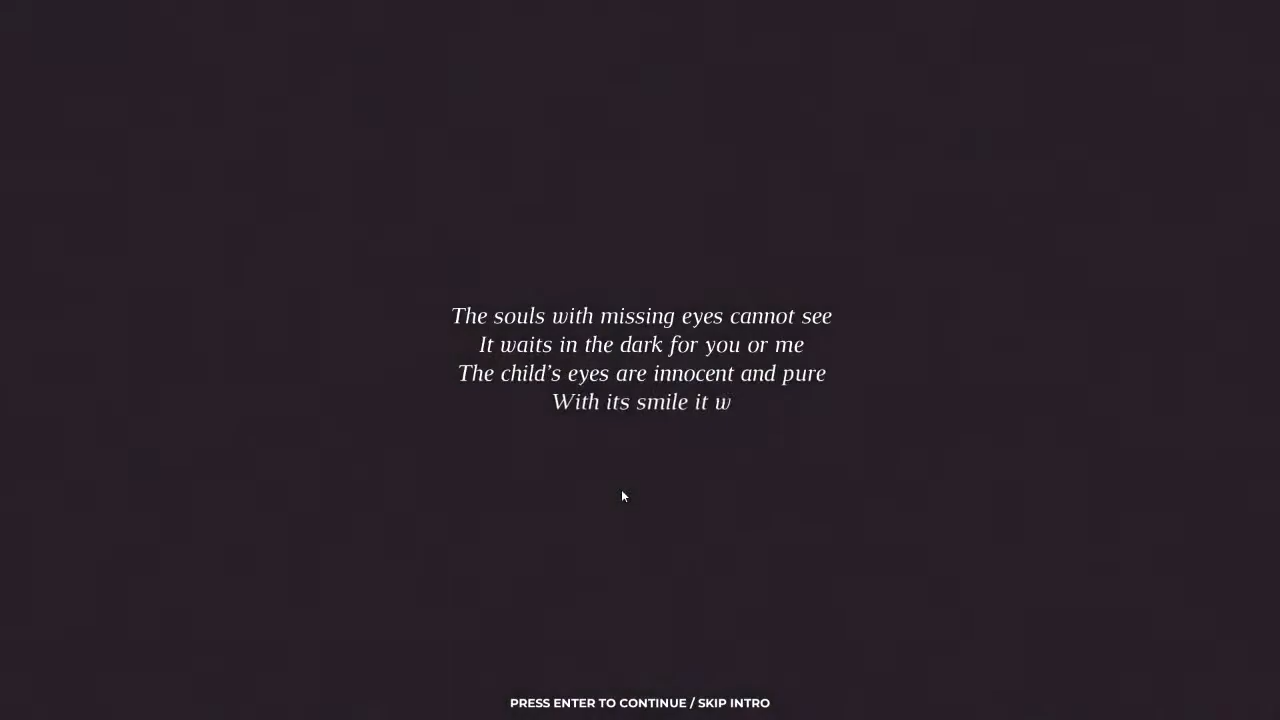 The souls with missing eyes cannot see
It waits in the dark for you or me
The child’s eyes are innocent and pure
With its smile it w
PRESS ENTER TO CONTINUE / SKIP INTRO